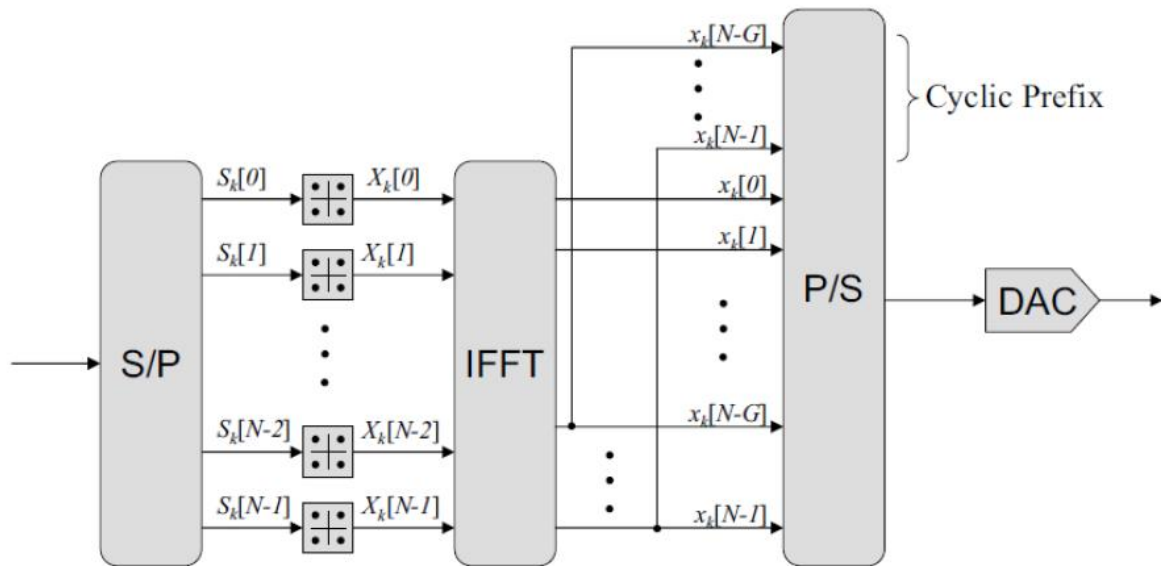 x_k[N-G]
Cyclic Prefix
x_k[N-1]
S_k[0]
X_k[0]
x_k[0]
S_k[1]
X_k[1]
x_k[1]
S/P
IFFT
P/S
DAC
S_k[N-2]
X_k[N-2]
x_k[N-G]
S_k[N-1]
X_k[N-1]
x_k[N-1]